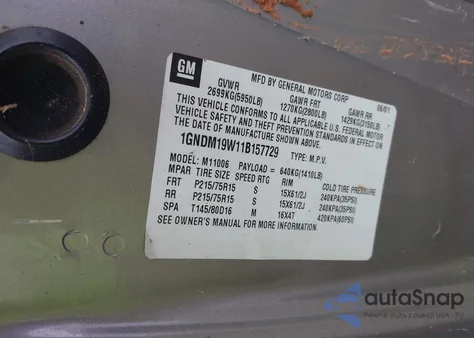 GM
MFD BY GENERAL MOTORS CORP 06/01
GVWR GAWR FRT GAWR RR
2699KG(5950LB) 1270KG(2800LB) 1429KG(3150LB)
THIS VEHICLE CONFORMS TO ALL APPLICABLE U.S. FEDERAL MOTOR
VEHICLE SAFETY, BUMPER, AND THEFT PREVENTION STANDARDS IN EFFECT ON
THE DATE OF MANUFACTURE SHOWN ABOVE.
1GNDM19W11B157729 TYPE: M.P.V.
MODEL: M11006 PAYLOAD = 640KG(1410LB)
MPAR TIRE SIZE SPEED RTG RIM COLD TIRE PRESSURE
FRT P215/75R15 S 15X61/2J 240KPA(35PSI)
RR P215/75R15 S 15X61/2J 240KPA(35PSI)
SPA T145/80D16 M 16X4T 420KPA(60PSI)
SEE OWNER'S MANUAL FOR MORE INFORMATION.
autoSnap